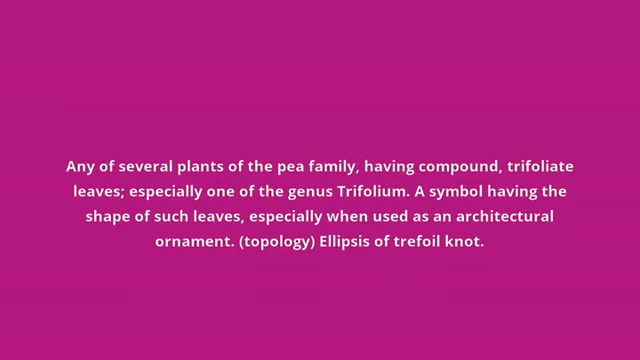 Any of several plants of the pea family, having compound, trifoliate
leaves; especially one of the genus Trifolium. A symbol having the
shape of such leaves, especially when used as an architectural
ornament. (topology) Ellipsis of trefoil knot.